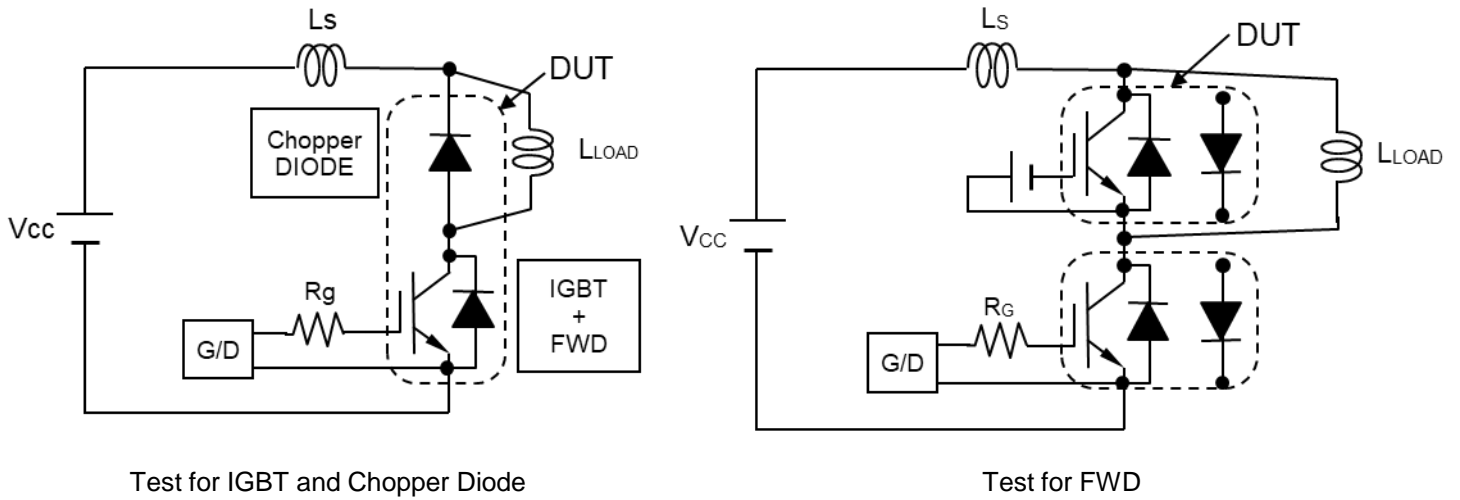 Ls
DUT
Chopper
DIODE
LLOAD
Vcc
Rg
G/D
IGBT
+
FWD
Test for IGBT and Chopper Diode
LS
DUT
LLOAD
VCC
RG
G/D
Test for FWD